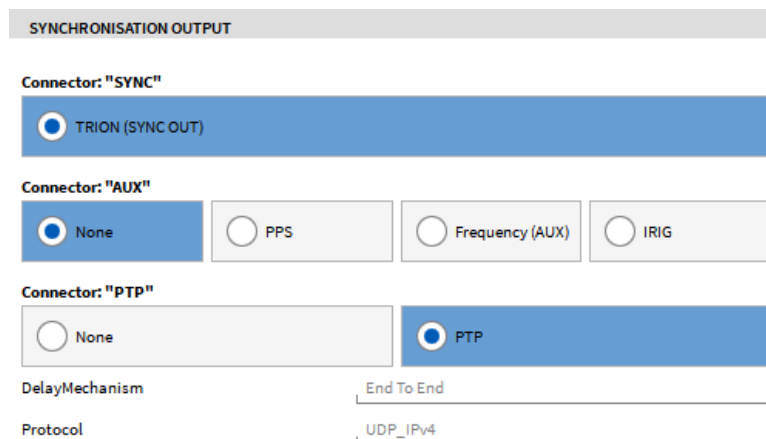 SYNCHRONISATION OUTPUT
Connector: "SYNC"
TRION (SYNC OUT)
Connector: "AUX"
None PPS Frequency (AUX) IRIG
Connector: "PTP"
None PTP
DelayMechanism End To End
Protocol UDP_IPv4